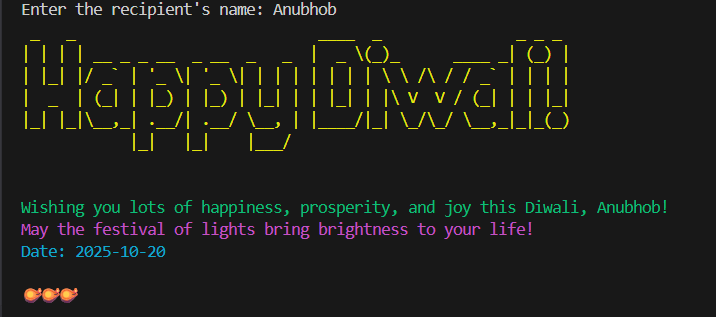 Enter the recipient's name: Anubhob
Happy Diwali!
Wishing you lots of happiness, prosperity, and joy this Diwali, Anubhob!
May the festival of lights bring brightness to your life!
Date: 2025-10-20